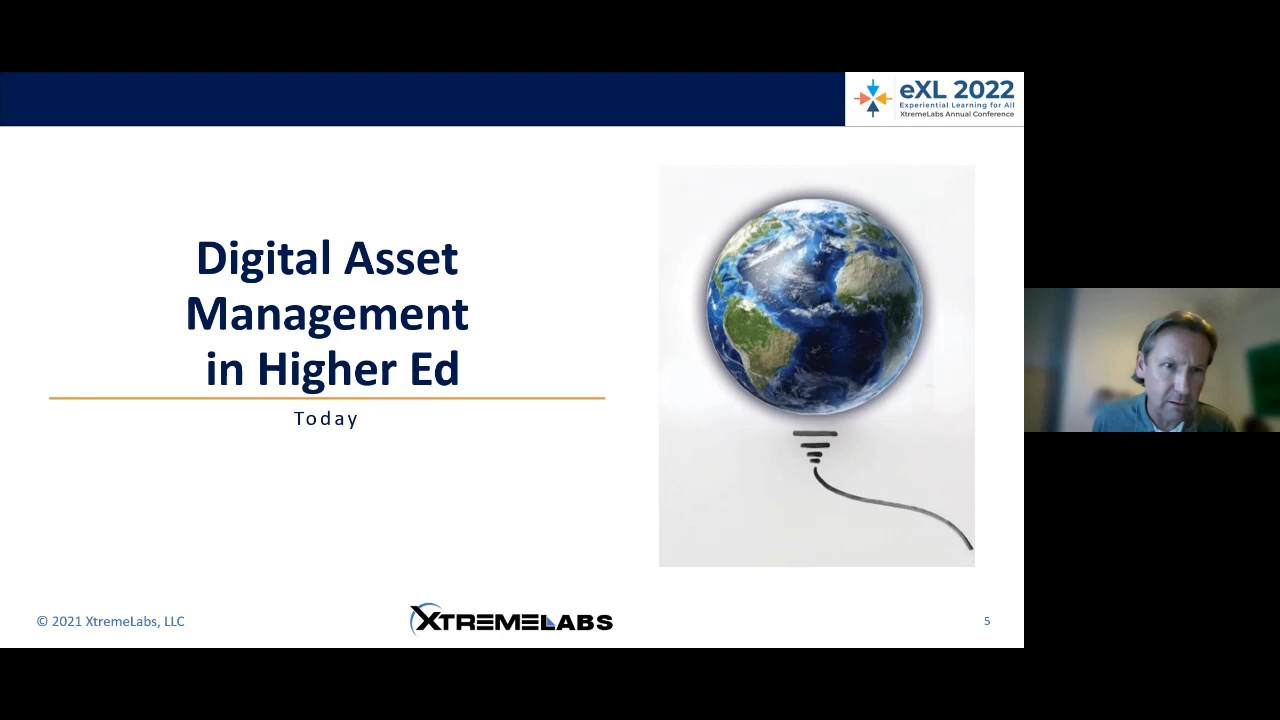 eXL 2022
Experiential Learning for All
XtremeLabs Annual Conference
Digital Asset
Management
in Higher Ed
Today
© 2021 XtremeLabs, LLC
XTREMELABS
5